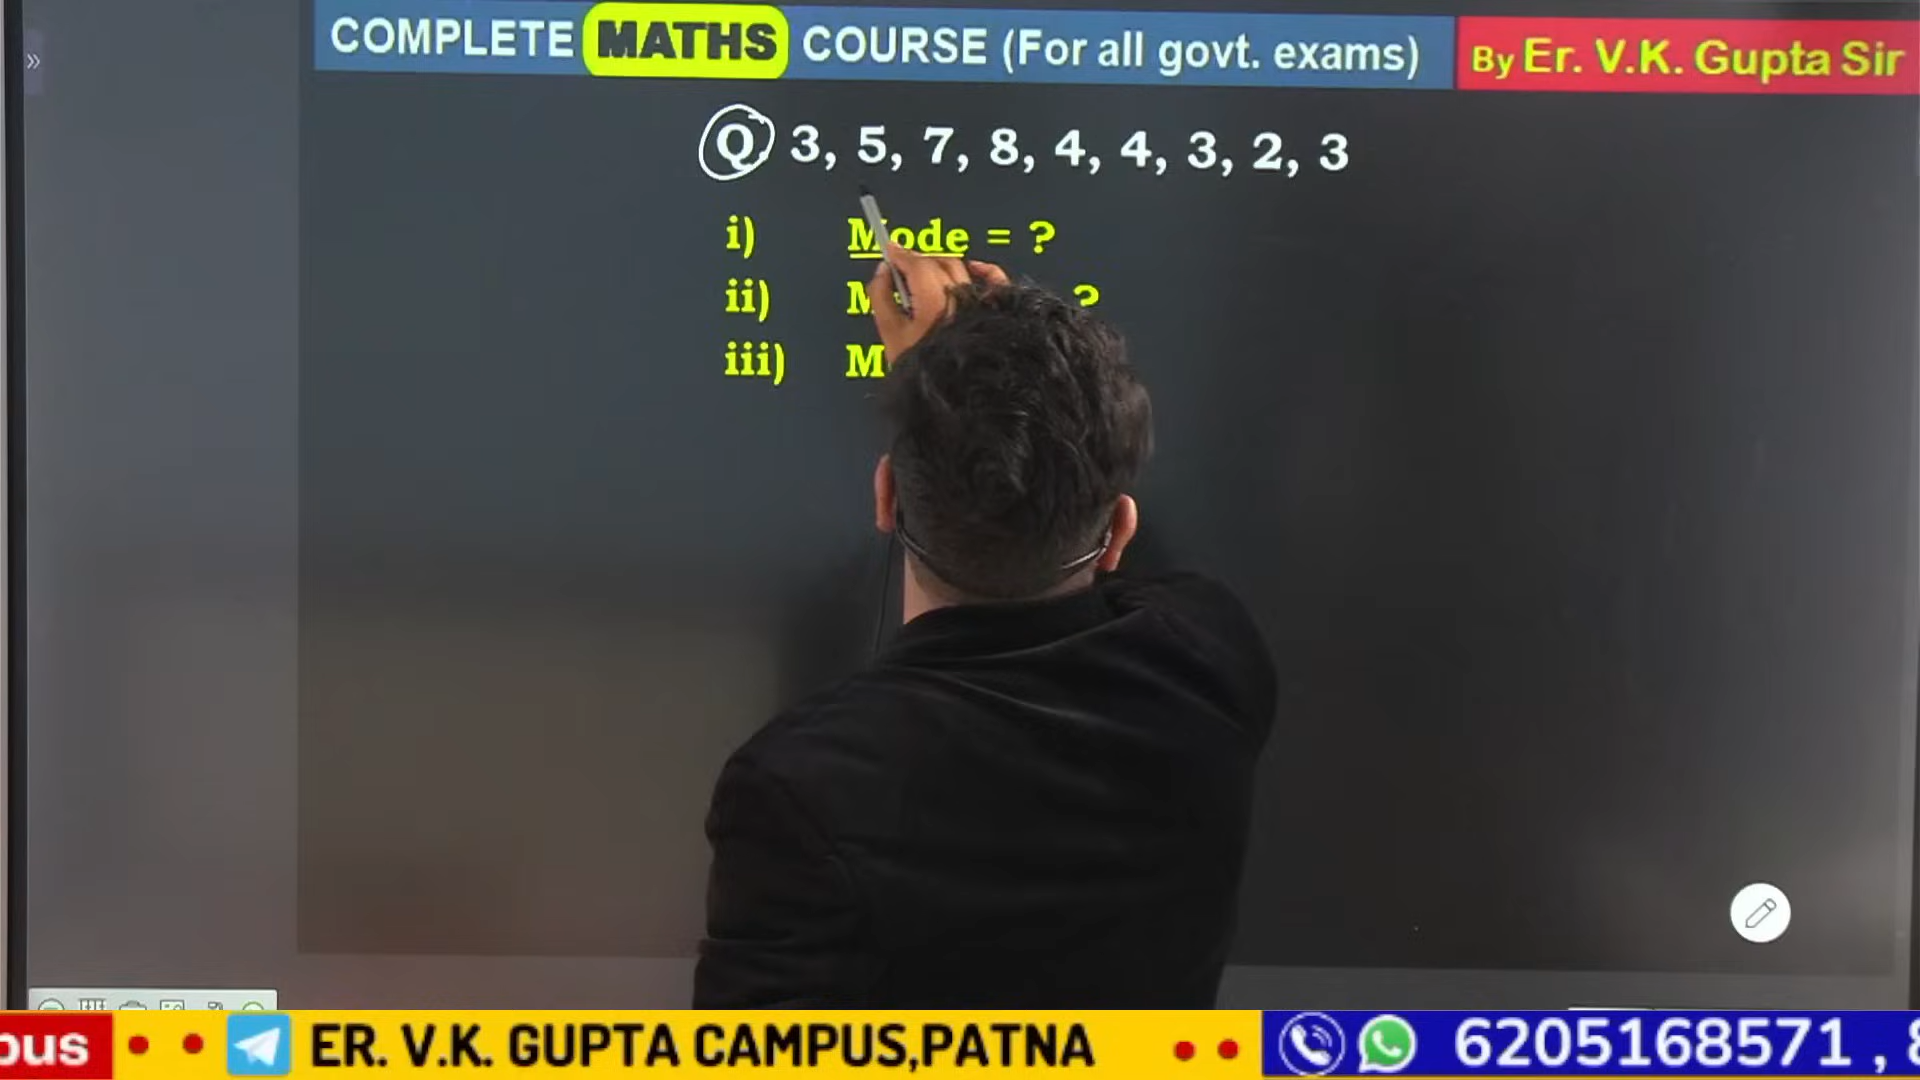 COMPLETE MATHS COURSE (For all govt. exams) By Er. V.K. Gupta Sir
Q 3, 5, 7, 8, 4, 4, 3, 2, 3
i) Mode = ?
ii) ?
iii)
ER. V.K. GUPTA CAMPUS,PATNA 6205168571 ,